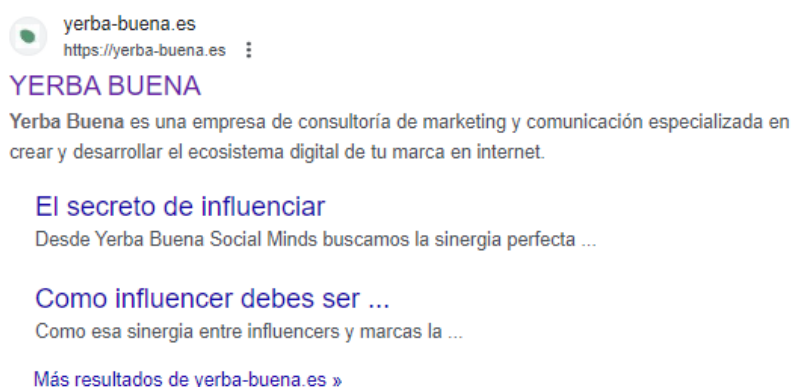 yerba-buena.es
https://yerba-buena.es
YERBA BUENA
Yerba Buena es una empresa de consultoría de marketing y comunicación especializada en
crear y desarrollar el ecosistema digital de tu marca en internet.
El secreto de influenciar
Desde Yerba Buena Social Minds buscamos la sinergia perfecta ...
Como influencer debes ser ...
Como esa sinergia entre influencers y marcas la ...
Más resultados de yerba-buena.es »